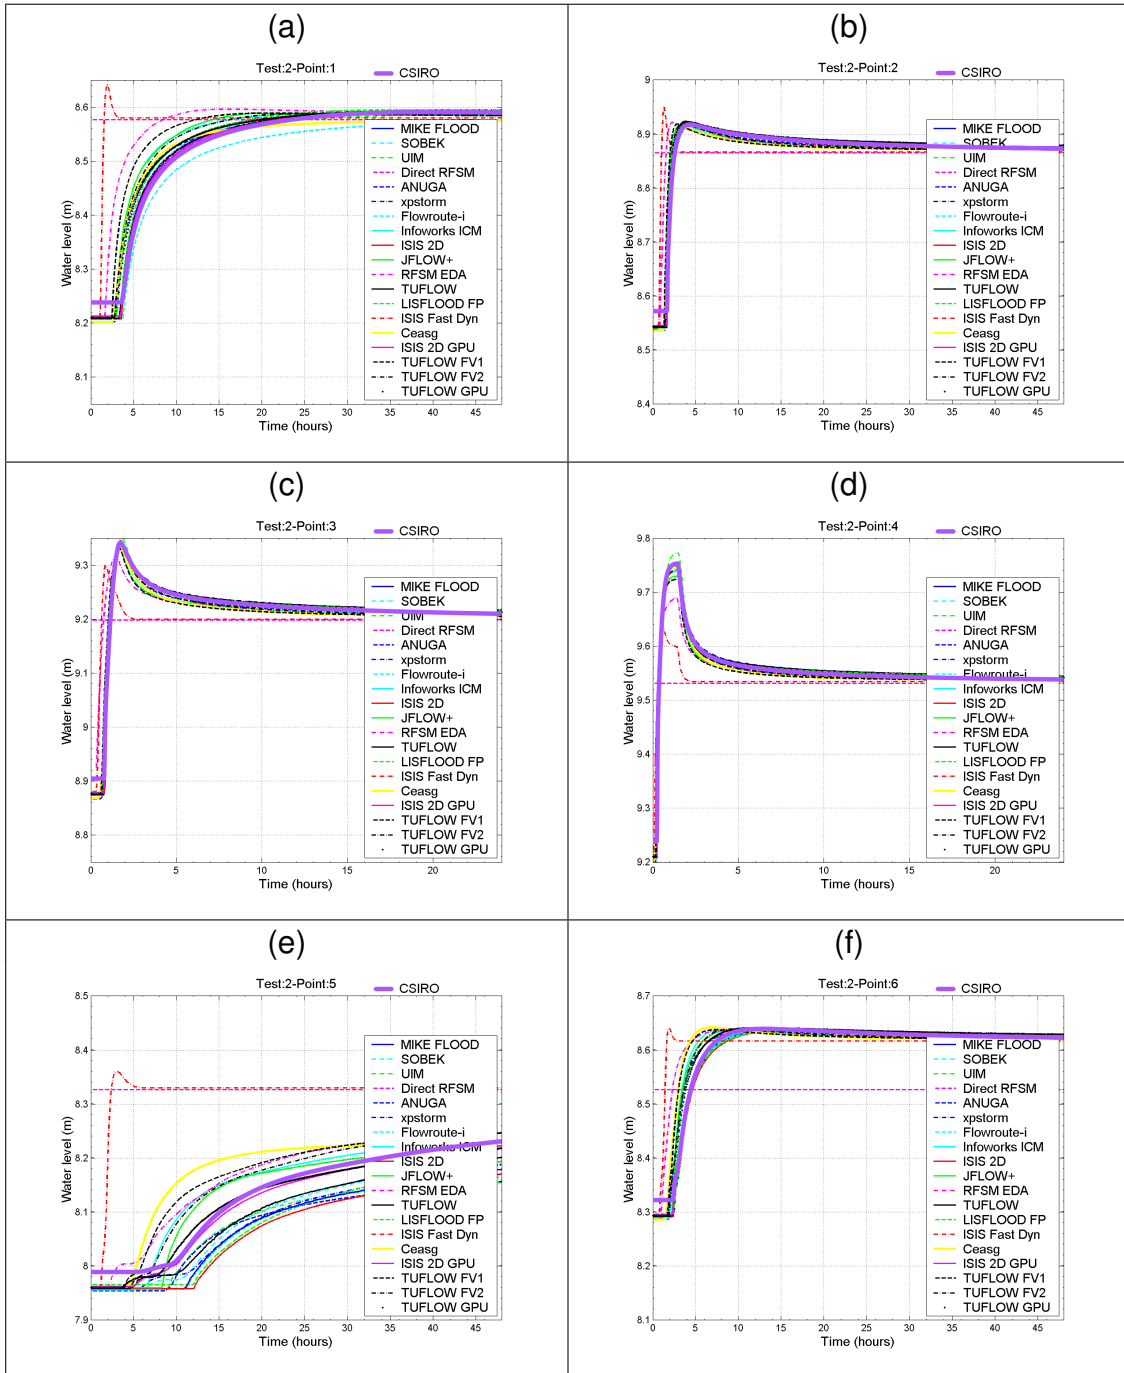 (a)
Test:2-Point:1
CSIRO
Water level (m)
8.6
8.5
8.4
8.3
8.2
8.1
MIKE FLOOD
SOBEK
UIM
Direct RFSM
ANUGA
xpstorm
Flowroute-i
Infoworks ICM
ISIS 2D
JFLOW+
RFSM EDA
TUFLOW
LISFLOOD FP
ISIS Fast Dyn
Ceasg
ISIS 2D GPU
TUFLOW FV1
TUFLOW FV2
TUFLOW GPU
0 5 10 15 20 25 30 45
Time (hours)
(b)
Test:2-Point:2
CSIRO
Water level (m)
9
8.9
8.8
8.7
8.6
8.5
8.4
MIKE FLOOD
SOBEK
UIM
Direct RFSM
ANUGA
xpstorm
Flowroute-i
Infoworks ICM
ISIS 2D
JFLOW+
RFSM EDA
TUFLOW
LISFLOOD FP
ISIS Fast Dyn
Ceasg
ISIS 2D GPU
TUFLOW FV1
TUFLOW FV2
TUFLOW GPU
0 5 10 15 20 25 30 45
Time (hours)
(c)
Test:2-Point:3
CSIRO
Water level (m)
9.3
9.2
9.1
9
8.9
8.8
MIKE FLOOD
SOBEK
UIM
Direct RFSM
ANUGA
xpstorm
Flowroute-i
Infoworks ICM
ISIS 2D
JFLOW+
RFSM EDA
TUFLOW
LISFLOOD FP
ISIS Fast Dyn
Ceasg
ISIS 2D GPU
TUFLOW FV1
TUFLOW FV2
TUFLOW GPU
0 5 10 15 20
Time (hours)
(d)
Test:2-Point:4
CSIRO
Water level (m)
9.8
9.7
9.6
9.5
9.4
9.3
9.2
MIKE FLOOD
SOBEK
UIM
Direct RFSM
ANUGA
xpstorm
Flowroute-i
Infoworks ICM
ISIS 2D
JFLOW+
RFSM EDA
TUFLOW
LISFLOOD FP
ISIS Fast Dyn
Ceasg
ISIS 2D GPU
TUFLOW FV1
TUFLOW FV2
TUFLOW GPU
0 5 10 15 20
Time (hours)
(e)
Test:2-Point:5
CSIRO
Water level (m)
8.5
8.4
8.3
8.2
8.1
8
7.9
MIKE FLOOD
SOBEK
UIM
Direct RFSM
ANUGA
xpstorm
Flowroute-i
Infoworks ICM
ISIS 2D
JFLOW+
RFSM EDA
TUFLOW
LISFLOOD FP
ISIS Fast Dyn
Ceasg
ISIS 2D GPU
TUFLOW FV1
TUFLOW FV2
TUFLOW GPU
0 5 10 15 20 25 30 45
Time (hours)
(f)
Test:2-Point:6
CSIRO
Water level (m)
8.7
8.6
8.5
8.4
8.3
8.2
8.1
MIKE FLOOD
SOBEK
UIM
Direct RFSM
ANUGA
xpstorm
Flowroute-i
Infoworks ICM
ISIS 2D
JFLOW+
RFSM EDA
TUFLOW
LISFLOOD FP
ISIS Fast Dyn
Ceasg
ISIS 2D GPU
TUFLOW FV1
TUFLOW FV2
TUFLOW GPU
0 5 10 15 20 25 30 45
Time (hours)